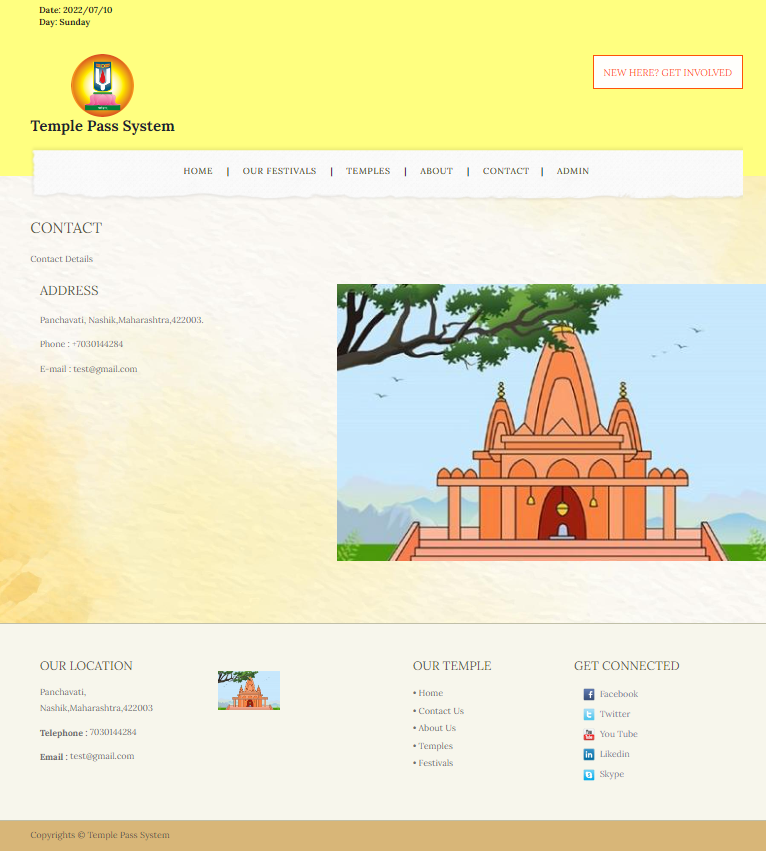 Date: 2022/07/10
Day: Sunday
NEW HERE? GET INVOLVED
Temple Pass System
HOME | OUR FESTIVALS | TEMPLES | ABOUT | CONTACT | ADMIN
CONTACT
Contact Details
ADDRESS
Panchavati, Nashik,Maharashtra,422003.
Phone : +7030144284
E-mail : test@gmail.com
OUR LOCATION
Panchavati,
Nashik,Maharashtra,422003
Telephone : 7030144284
Email : test@gmail.com
OUR TEMPLE
• Home
• Contact Us
• About Us
• Temples
• Festivals
GET CONNECTED
Facebook
Twitter
You Tube
Likedin
Skype
Copyrights © Temple Pass System